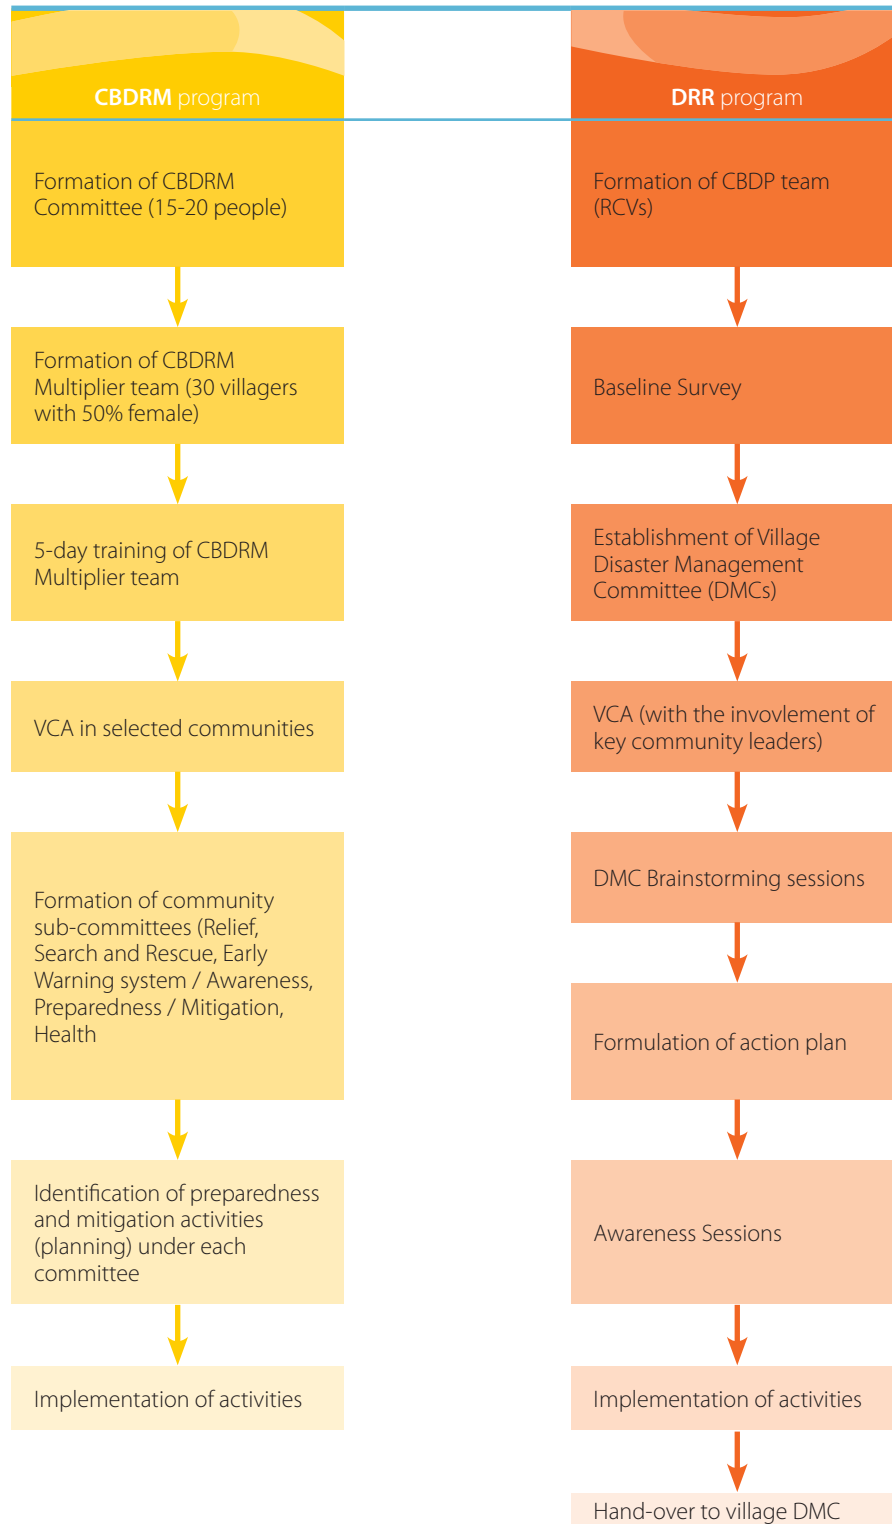 CBDRM program
Formation of CBDRM
Committee (15-20 people)
Formation of CBDRM
Multiplier team (30 villagers
with 50% female)
5-day training of CBDRM
Multiplier team
VCA in selected communities
Formation of community
sub-committees (Relief,
Search and Rescue, Early
Warning system / Awareness,
Preparedness / Mitigation,
Health
Identification of preparedness
and mitigation activities
(planning) under each
committee
Implementation of activities
DRR program
Formation of CBDP team
(RCVs)
Baseline Survey
Establishment of Village
Disaster Management
Committee (DMCs)
VCA (with the invovlement of
key community leaders)
DMC Brainstorming sessions
Formulation of action plan
Awareness Sessions
Implementation of activities
Hand-over to village DMC